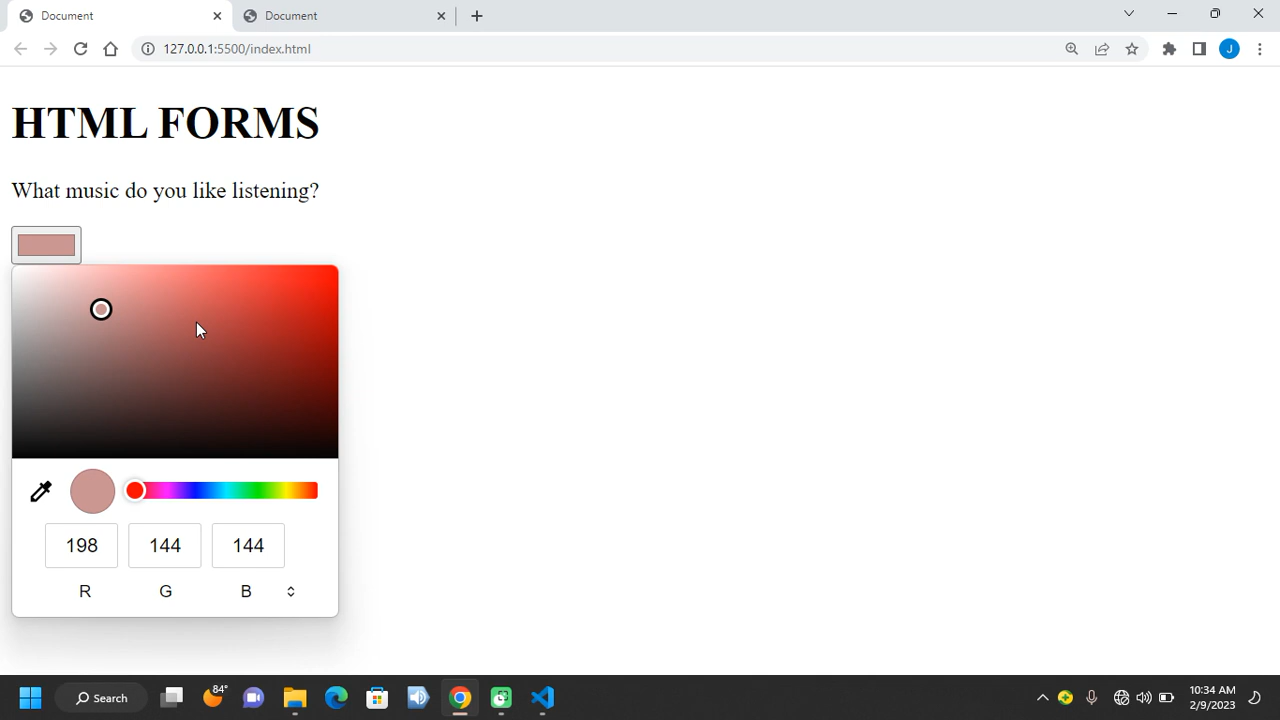 Document
Document
127.0.0.1:5500/index.html
J
HTML FORMS
What music do you like listening?
198 144 144
R G B
Search
84°
10:34 AM
2/9/2023